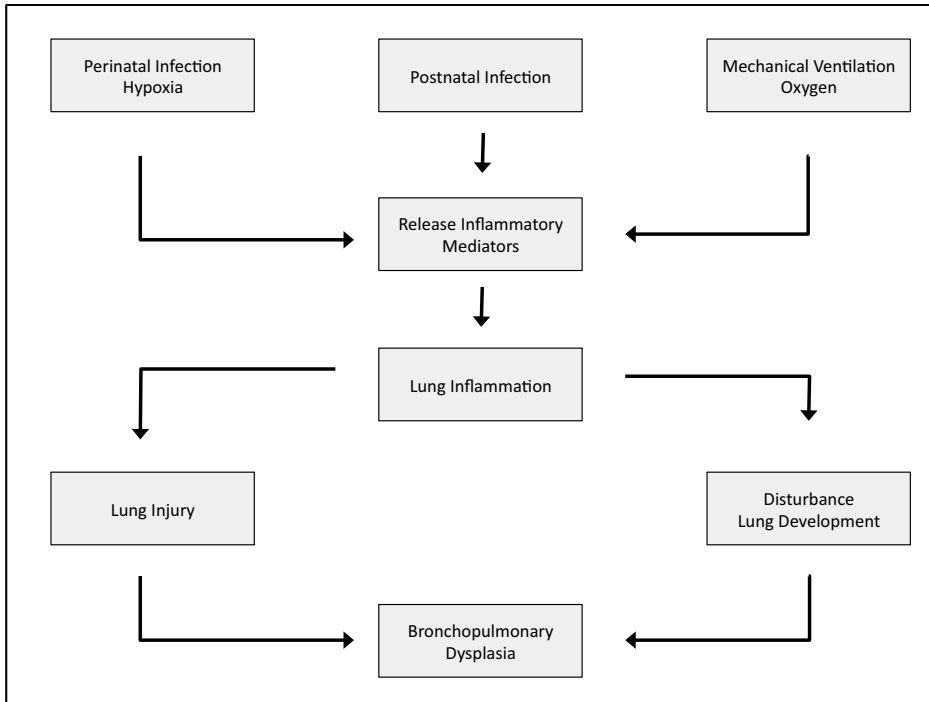 Perinatal Infection
Hypoxia
Postnatal Infection
Mechanical Ventilation
Oxygen
Release Inflammatory
Mediators
Lung Inflammation
Lung Injury
Disturbance
Lung Development
Bronchopulmonary
Dysplasia